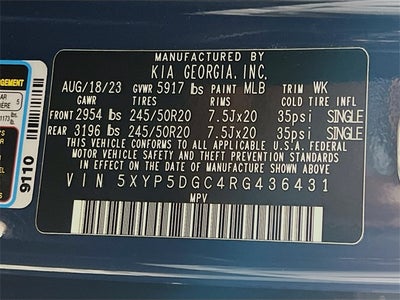 MANUFACTURED BY
KIA GEORGIA, INC.
AUG/18/23 GVWR 5917 lbs PAINT MLB TRIM WK
GAWR TIRES RIMS COLD TIRE INFL
FRONT 2954 lbs 245/50R20 7.5Jx20 35psi SINGLE
REAR 3196 lbs 245/50R20 7.5Jx20 35psi SINGLE
THIS VEHICLE CONFORMS TO ALL APPLICABLE U.S.A. FEDERAL
MOTOR VEHICLE SAFETY AND THEFT PREVENTION STANDARDS
IN EFFECT ON THE DATE OF MANUFACTURE SHOWN ABOVE
VIN 5XYP5DGC4RG436431
MPV
9110